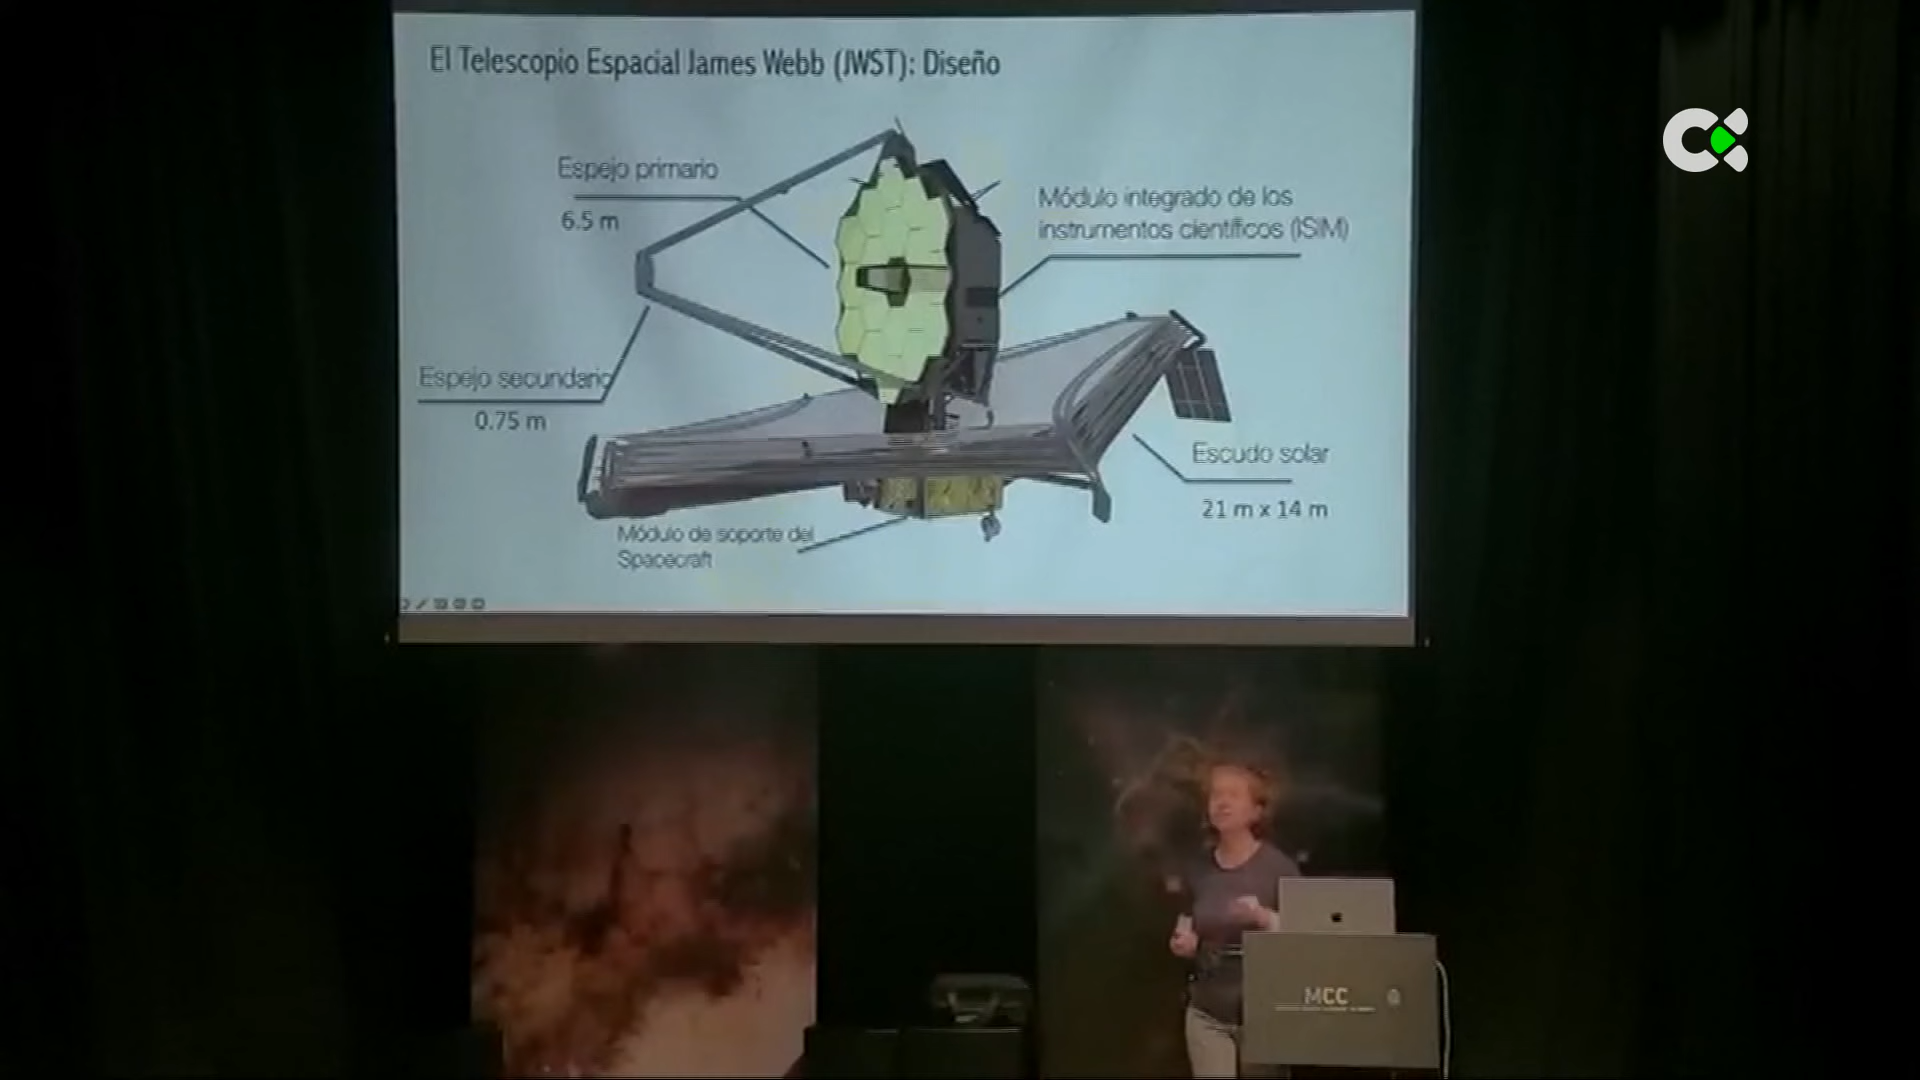 El Telescopio Espacial James Webb (JWST): Diseño
Espejo primario
6.5 m
Módulo integrado de los
instrumentos científicos (ISIM)
Espejo secundario
0.75 m
Escudo solar
21 m x 14 m
Módulo de soporte del
Spacecraft
MCC